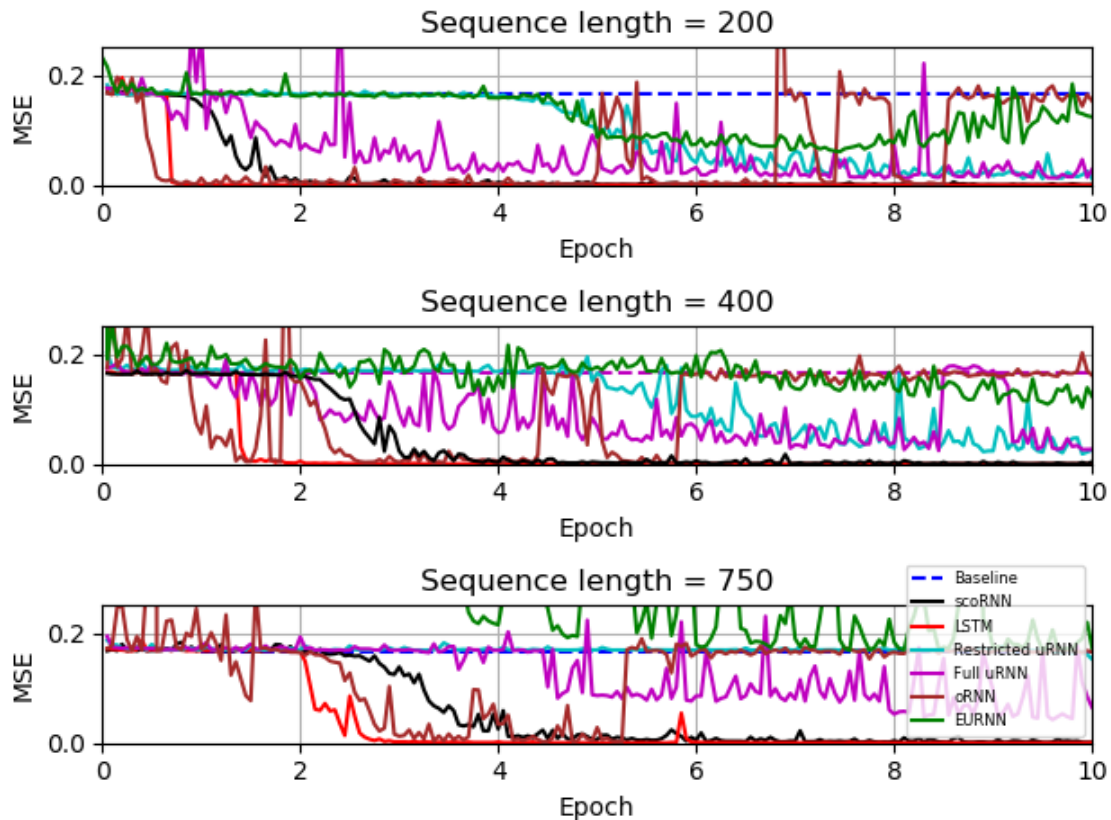 Sequence length = 200
0.2
MSE
0.0
0 2 4 6 8 10
Epoch
Sequence length = 400
0.2
MSE
0.0
0 2 4 6 8 10
Epoch
Sequence length = 750
0.2
MSE
0.0
0 2 4 6 8 10
Epoch
Baseline
scoRNN
LSTM
Restricted uRNN
Full uRNN
oRNN
EURNN